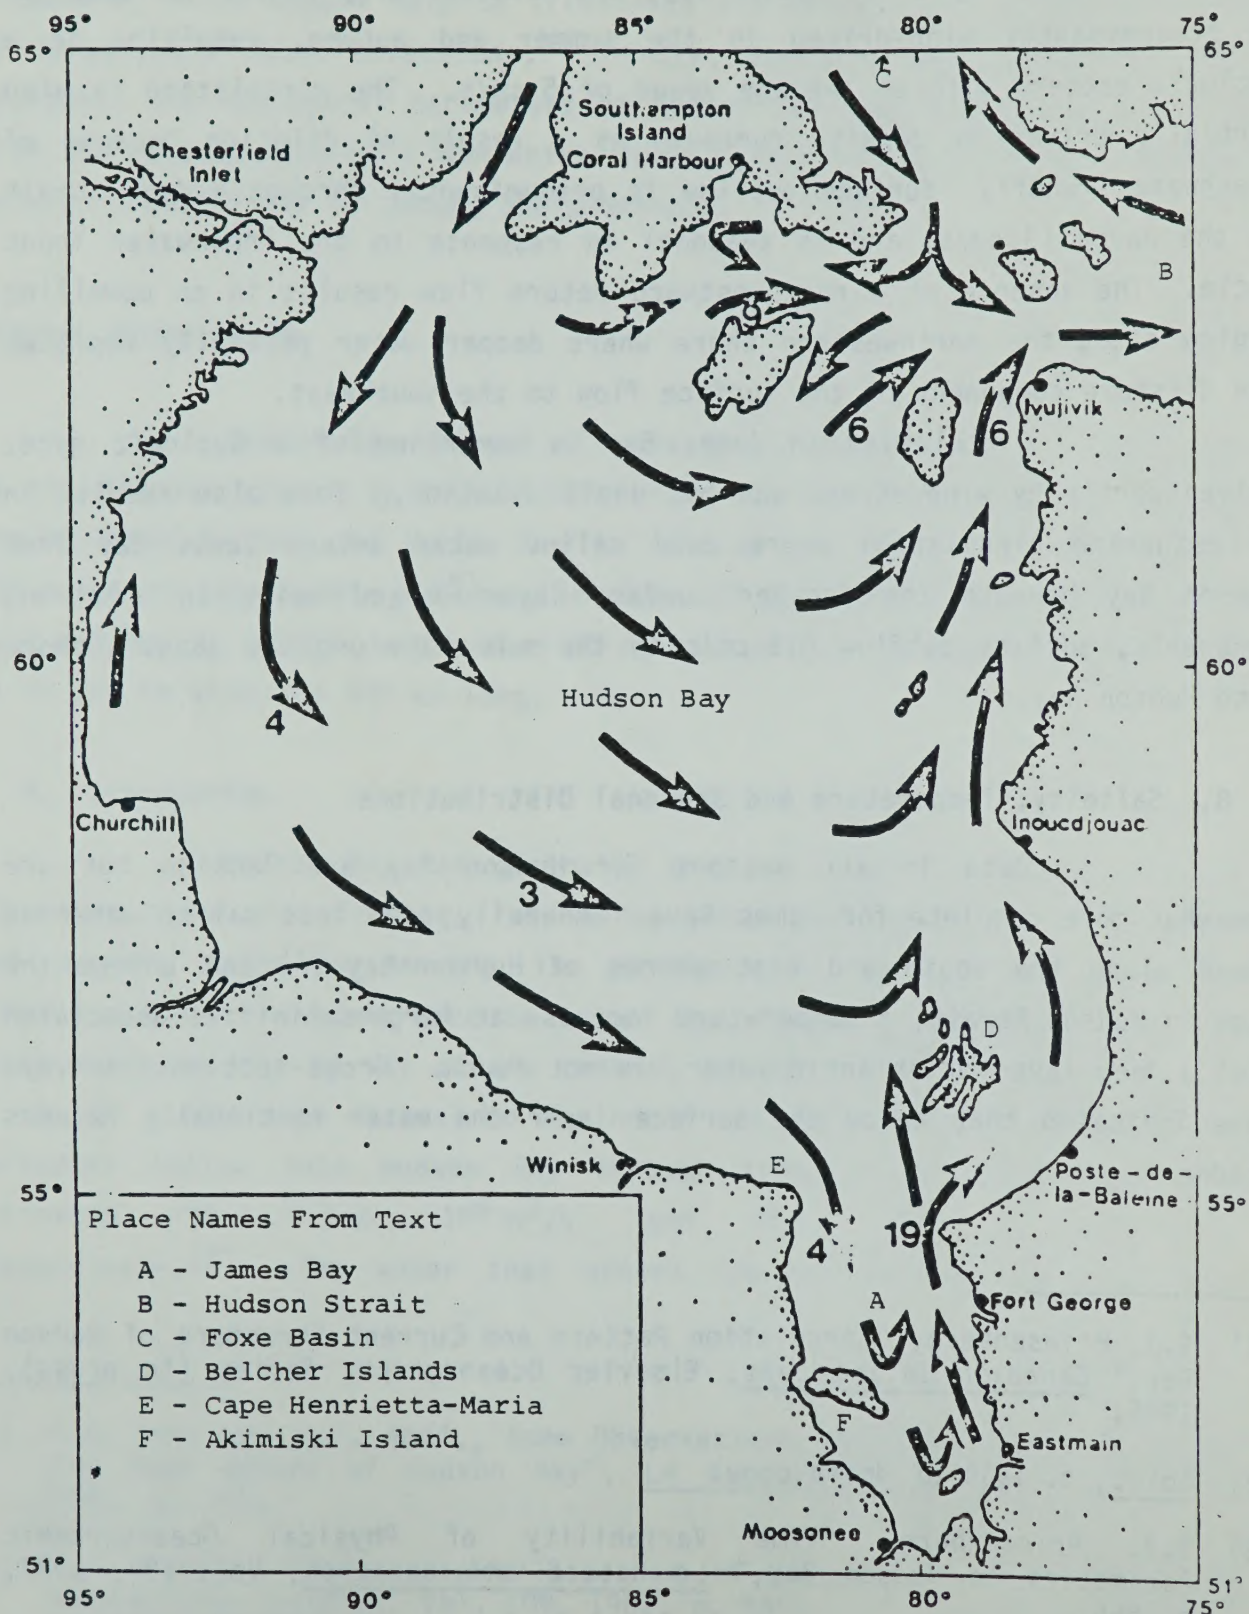 95°
90°
85°
80°
75°
65°
65°
C
Southampton
Island
Chesterfield
Inlet
Coral Harbour
B
9
6
6
Ivujivik
60°
60°
4
Hudson Bay
Churchill
Inoucdjouac
3
D
Winisk
E
Poste-de-
la-Baleine
55°
55°
4
19
Place Names From Text
A - James Bay
B - Hudson Strait
C - Foxe Basin
D - Belcher Islands
E - Cape Henrietta-Maria
F - Akimiski Island
A
Fort George
F
Eastmain
Moosonee
51°
51°
95°
90°
85°
80°
75°